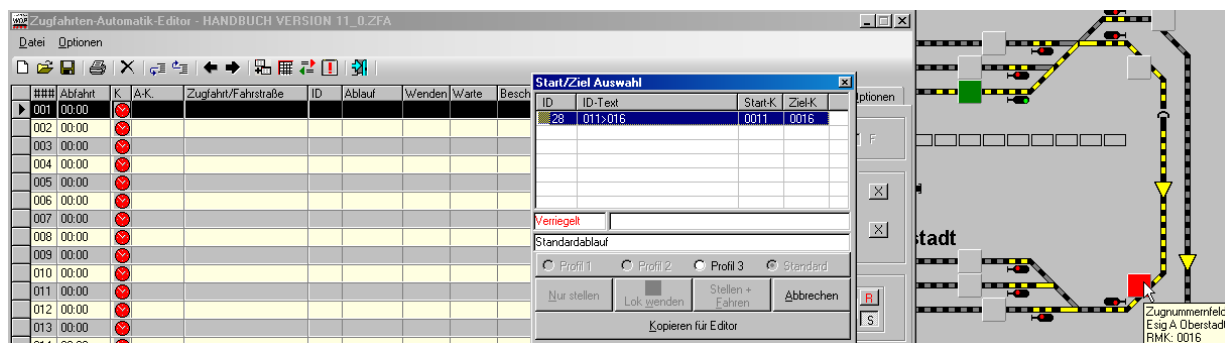 Zugfahrten-Automatik-Editor - HANDBUCH VERSION 11_0.ZFA
Datei Optionen
### Abfahrt K A-K. Zugfahrt/Fahrstraße ID Ablauf Wenden Warte Besch
001 00:00
002 00:00
003 00:00
004 00:00
005 00:00
006 00:00
007 00:00
008 00:00
009 00:00
010 00:00
011 00:00
012 00:00
013 00:00
Start/Ziel Auswahl
ID ID-Text Start-K Ziel-K
28 011>016 0011 0016
Verriegelt
Standardablauf
Profil 1 Profil 2 Profil 3 Standard
Nur stellen Lok wenden Stellen + Fahren Abbrechen
Kopieren für Editor
ptionen
F
X
X
R
S
stadt
Zugnummernfeld
Esig A Oberstad
RMK: 0016